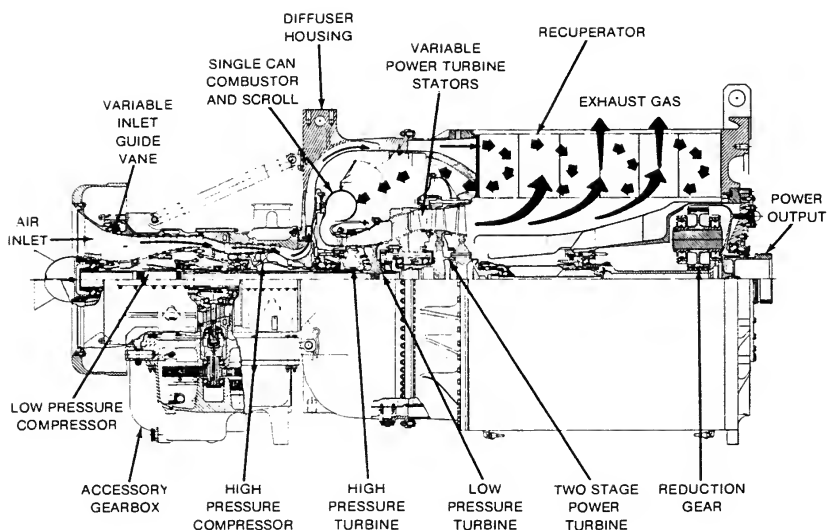 DIFFUSER
HOUSING
SINGLE CAN
COMBUSTOR
AND SCROLL
VARIABLE
POWER TURBINE
STATORS
RECUPERATOR
EXHAUST GAS
VARIABLE
INLET
GUIDE
VANE
AIR
INLET
POWER
OUTPUT
LOW PRESSURE
COMPRESSOR
ACCESSORY
GEARBOX
HIGH
PRESSURE
COMPRESSOR
HIGH
PRESSURE
TURBINE
LOW
PRESSURE
TURBINE
TWO STAGE
POWER
TURBINE
REDUCTION
GEAR